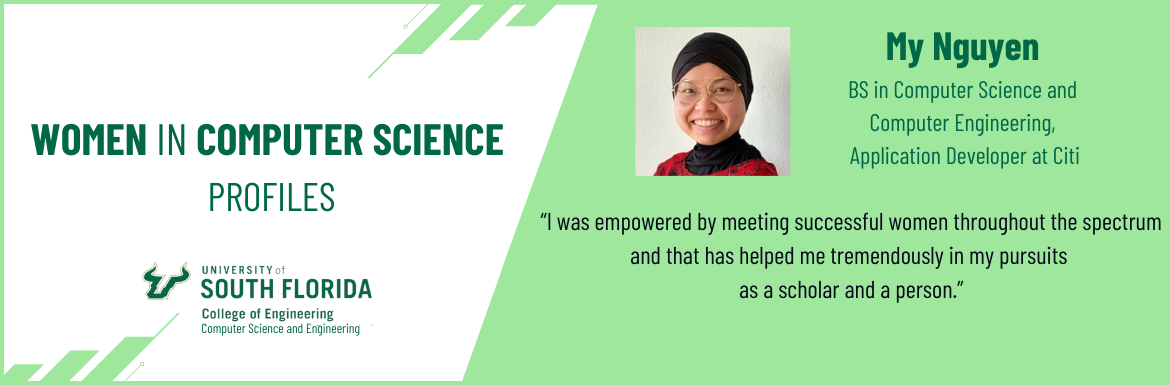 WOMEN IN COMPUTER SCIENCE
PROFILES
UNIVERSITY of
SOUTH FLORIDA
College of Engineering
Computer Science and Engineering
My Nguyen
BS in Computer Science and
Computer Engineering,
Application Developer at Citi
“I was empowered by meeting successful women throughout the spectrum
and that has helped me tremendously in my pursuits
as a scholar and a person.”